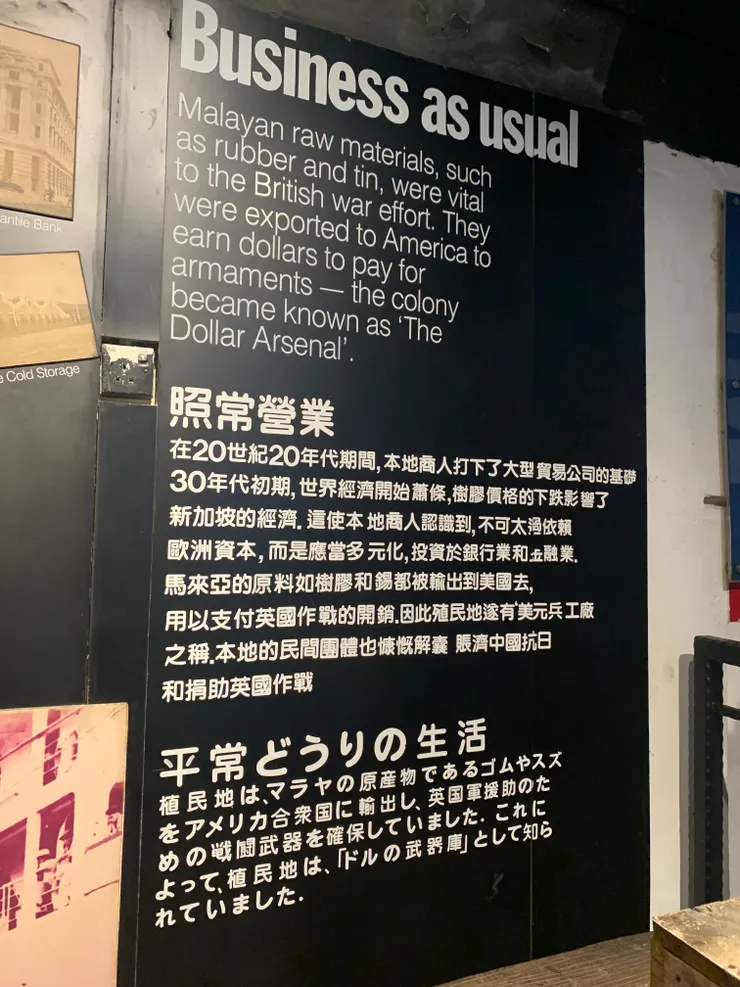 Business as usual
Malayan raw materials, such
as rubber and tin, were vital
to the British war effort. They
were exported to America to
earn dollars to pay for
armaments — the colony
became known as ‘The
Dollar Arsenal’.
照常營業
在20世紀20年代期間,本地商人打下了大型貿易公司的基礎
30年代初期,世界經濟開始蕭條,樹膠價格的下跌影響了
新加坡的經濟.這使本地商人認識到,不可太過依賴
歐洲資本,而是應當多元化,投資於銀行業和金融業.
馬來亞的原料如樹膠和錫都被輸出到美國去,
用以支付英國作戰的開銷.因此殖民地遂有‘美元兵工廠
之稱.本地的民間團體也慷慨解囊 賑濟中國抗日
和捐助英國作戰
平常どうりの生活
植民地は、マラヤの原産物であるゴムやスズ
をアメリカ合衆国に輸出し、英国軍援助のた
めの戦闘武器を確保していました. これに
よって、植民地は、「ドルの武器庫」として知ら
れていました.
antile Bank
e Cold Storage